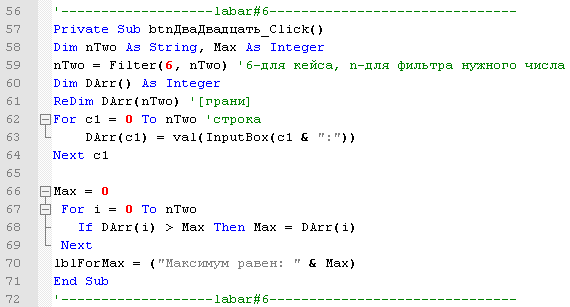 56 '-------------------labar#6-------------------------------
57 Private Sub btnДваДвадцать_Click()
58 Dim nTwo As String, Max As Integer
59 nTwo = Filter(6, nTwo) '6-для кейса, n-для фильтра нужного числа
60 Dim DArr() As Integer
61 ReDim DArr(nTwo) '[грани]
62 For c1 = 0 To nTwo 'строка
63 DArr(c1) = val(InputBox(c1 & ":"))
64 Next c1
65
66 Max = 0
67 For i = 0 To nTwo
68 If DArr(i) > Max Then Max = DArr(i)
69 Next
70 lblForMax = ("Максимум равен: " & Max)
71 End Sub
72 '-------------------labar#6-------------------------------